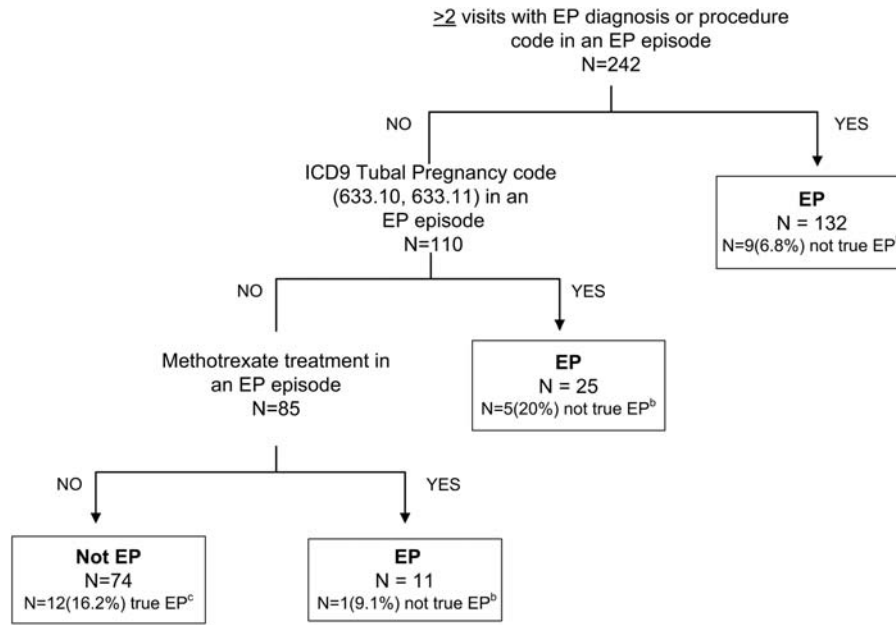 ≥2 visits with EP diagnosis or procedure
code in an EP episode
N=242
NO
YES
ICD9 Tubal Pregnancy code
(633.10, 633.11) in an
EP episode
N=110
EP
N = 132
N=9(6.8%) not true EP
NO
YES
Methotrexate treatment in
an EP episode
N=85
EP
N = 25
N=5(20%) not true EPᵇ
NO
YES
Not EP
N=74
N=12(16.2%) true EPᶜ
EP
N = 11
N=1(9.1%) not true EPᵇ